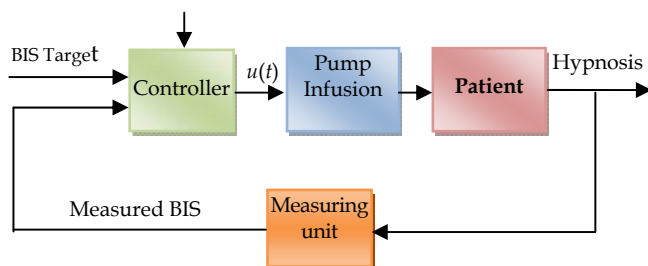 BIS Target
Controller
u(t)
Pump
Infusion
Patient
Hypnosis
Measured BIS
Measuring
unit